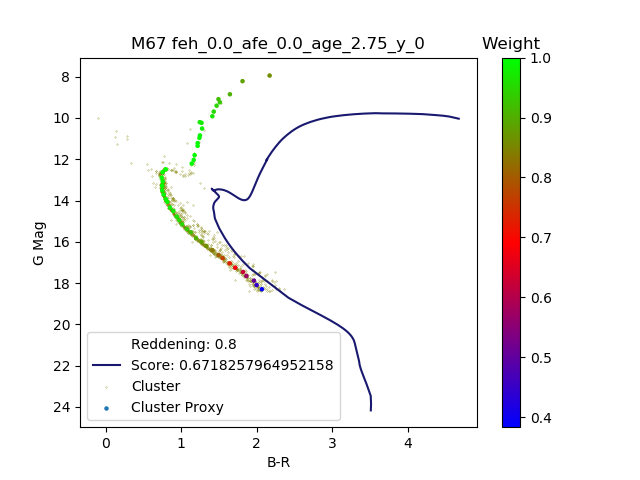 M67 feh_0.0_afe_0.0_age_2.75_y_0
Weight
8
10
12
14
16
18
20
22
24
G Mag
0
1
2
3
4
B-R
Reddening: 0.8
Score: 0.6718257964952158
Cluster
Cluster Proxy
1.0
0.9
0.8
0.7
0.6
0.5
0.4